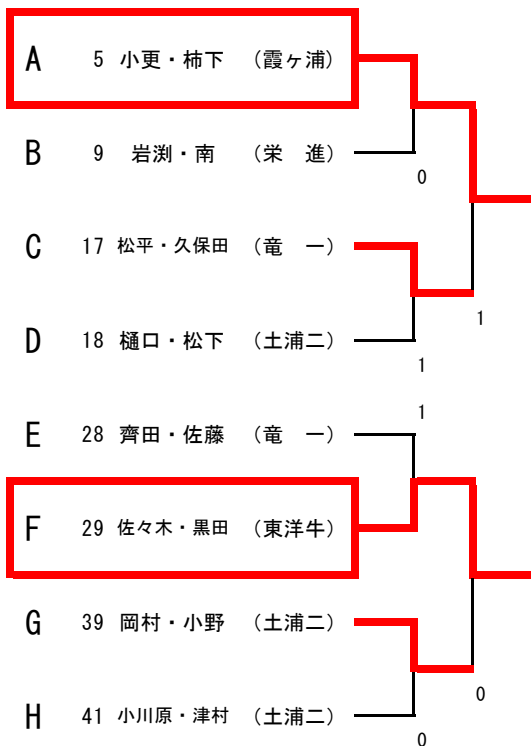 A 5 小更・柿下 (霞ヶ浦)
B 9 岩渕・南 (栄 進)
0
C 17 松平・久保田 (竜 一)
1
D 18 樋口・松下 (土浦二)
1
1
E 28 齊田・佐藤 (竜 一)
F 29 佐々木・黒田 (東洋牛)
G 39 岡村・小野 (土浦二)
0
H 41 小川原・津村 (土浦二)
0